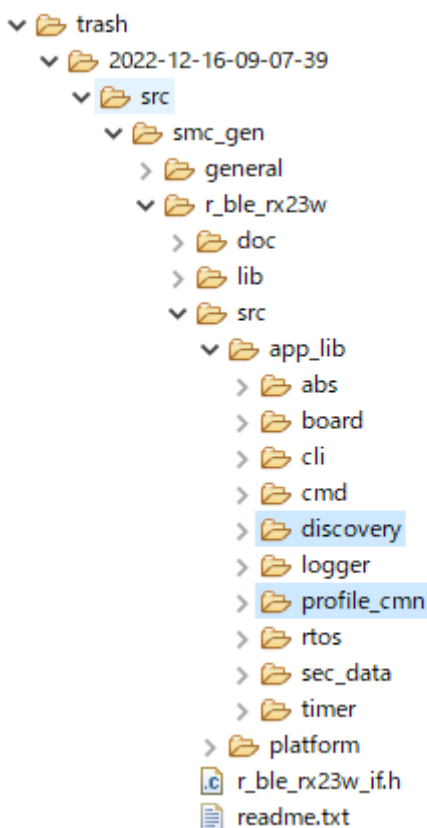 trash
2022-12-16-09-07-39
src
smc_gen
general
r_ble_rx23w
doc
lib
src
app_lib
abs
board
cli
cmd
discovery
logger
profile_cmn
rtos
sec_data
timer
platform
.c r_ble_rx23w_if.h
readme.txt